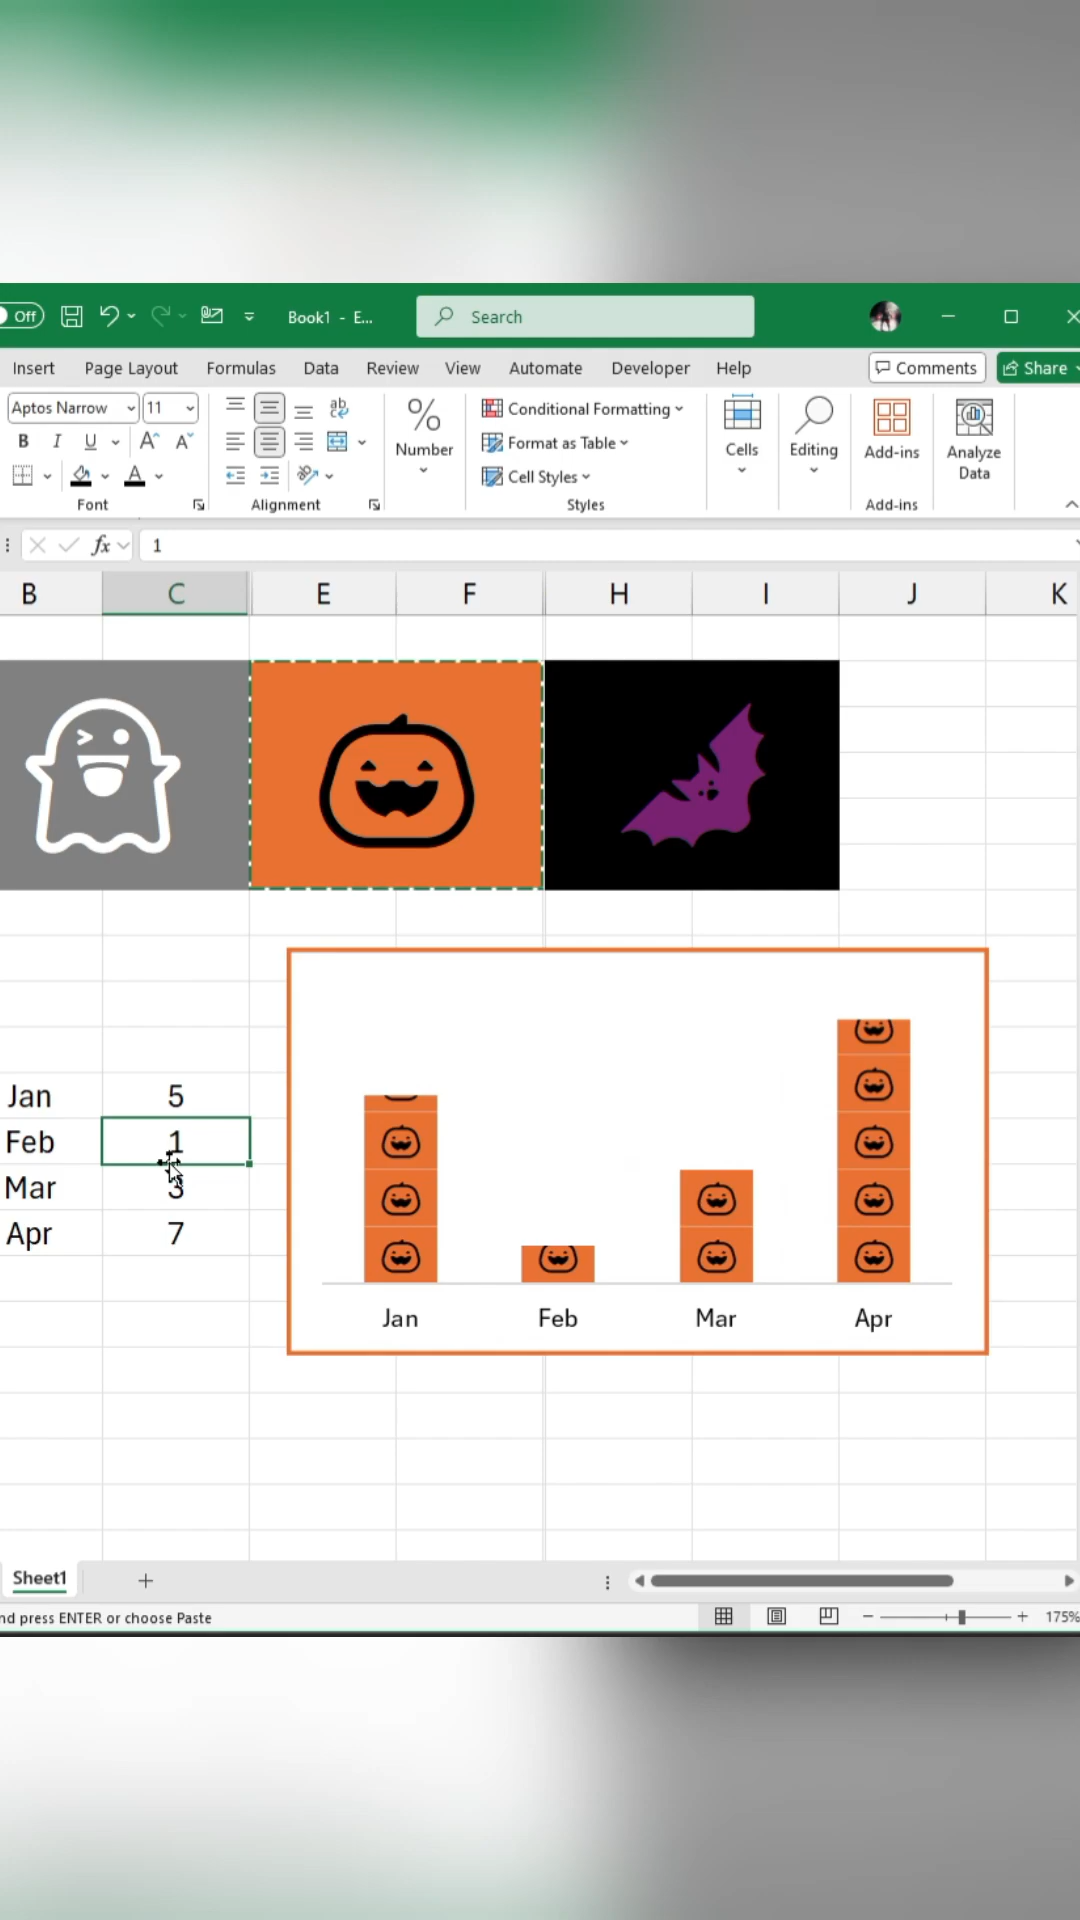 Off
Book1 - E...
Search
Insert Page Layout Formulas Data Review View Automate Developer Help Comments Share
Aptos Narrow 11
ab
c
Conditional Formatting
B I U A A
%
Number
Format as Table
Cells
Editing
Add-ins
Analyze
Data
A
ab
Cell Styles
Font Alignment Styles Add-ins
fx 1
B C E F H I J K
Jan 5
Feb 1
Mar 3
Apr 7
Jan Feb Mar Apr
Sheet1
nd press ENTER or choose Paste
175%